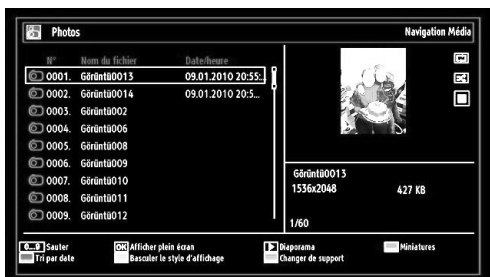 Photos
Navigation Média
N° Nom du fichier Date/heure
0001. Görüntü0013 09.01.2010 20:55:
0002. Görüntü0014 09.01.2010 20:5...
0003. Görüntü002
0004. Görüntü006
0005. Görüntü008
0006. Görüntü009
0007. Görüntü010
0008. Görüntü011
0009. Görüntü012
Görüntü0013
1536x2048 427 KB
1/60
0...9 Sauter OK Afficher plein écran Diaporama Miniatures
Tri par date Basculer le style d'affichage Changer de support